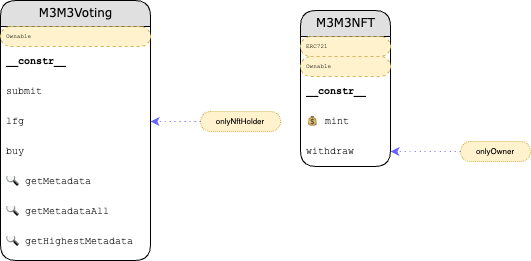 M3M3Voting
Ownable
__constr__
submit
lfg
buy
getMetadata
getMetadataAll
getHighestMetadata
onlyNftHolder
M3M3NFT
ERC721
Ownable
__constr__
mint
withdraw
onlyOwner